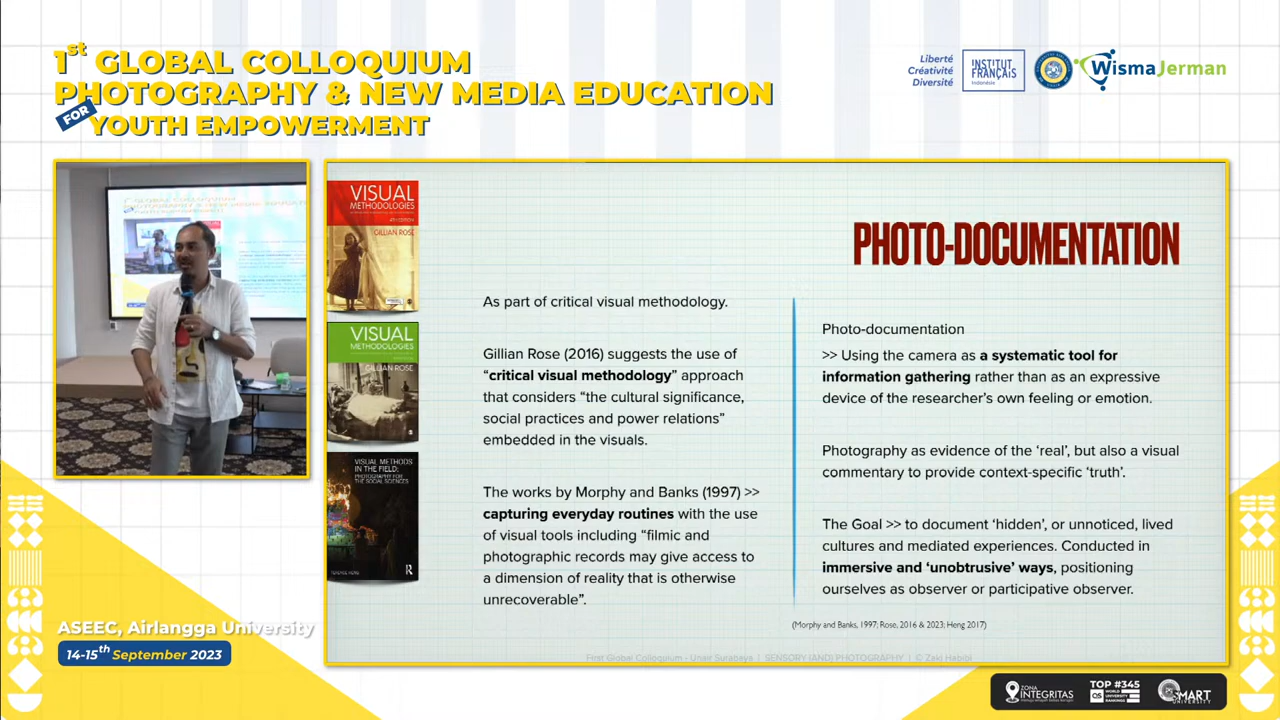 1st GLOBAL COLLOQUIUM
PHOTOGRAPHY & NEW MEDIA EDUCATION
FOR YOUTH EMPOWERMENT
Liberté
Créativité
Diversité
INSTITUT
FRANÇAIS
Indonésia
WismaJerman
VISUAL
METHODOLOGIES
4TH EDITION
GILLIAN ROSE
VISUAL
METHODOLOGIES
GILLIAN ROSE
VISUAL METHODS
IN THE FIELD:
PHOTOGRAPHY FOR
THE SOCIAL SCIENCES
TERENCE HENG
R
As part of critical visual methodology.
Gillian Rose (2016) suggests the use of
“critical visual methodology” approach
that considers “the cultural significance,
social practices and power relations”
embedded in the visuals.
The works by Morphy and Banks (1997) >>
capturing everyday routines with the use
of visual tools including “filmic and
photographic records may give access to
a dimension of reality that is otherwise
unrecoverable”.
PHOTO-DOCUMENTATION
Photo-documentation
>> Using the camera as a systematic tool for
information gathering rather than as an expressive
device of the researcher’s own feeling or emotion.
Photography as evidence of the ‘real’, but also a visual
commentary to provide context-specific ‘truth’.
The Goal >> to document ‘hidden’, or unnoticed, lived
cultures and mediated experiences. Conducted in
immersive and ‘unobtrusive’ ways, positioning
ourselves as observer or participative observer.
(Morphy and Banks, 1997; Rose, 2016 & 2023; Heng 2017)
First Global Colloquium - Unair Surabaya / SENSORY (AND) PHOTOGRAPHY / © Zaki Habibi
ASEEC, Airlangga University
14-15th September 2023
ZONA
INTEGRITAS
TOP #345
QS WORLD
UNIVERSITY
RANKINGS
SMART
UNIVERSITY